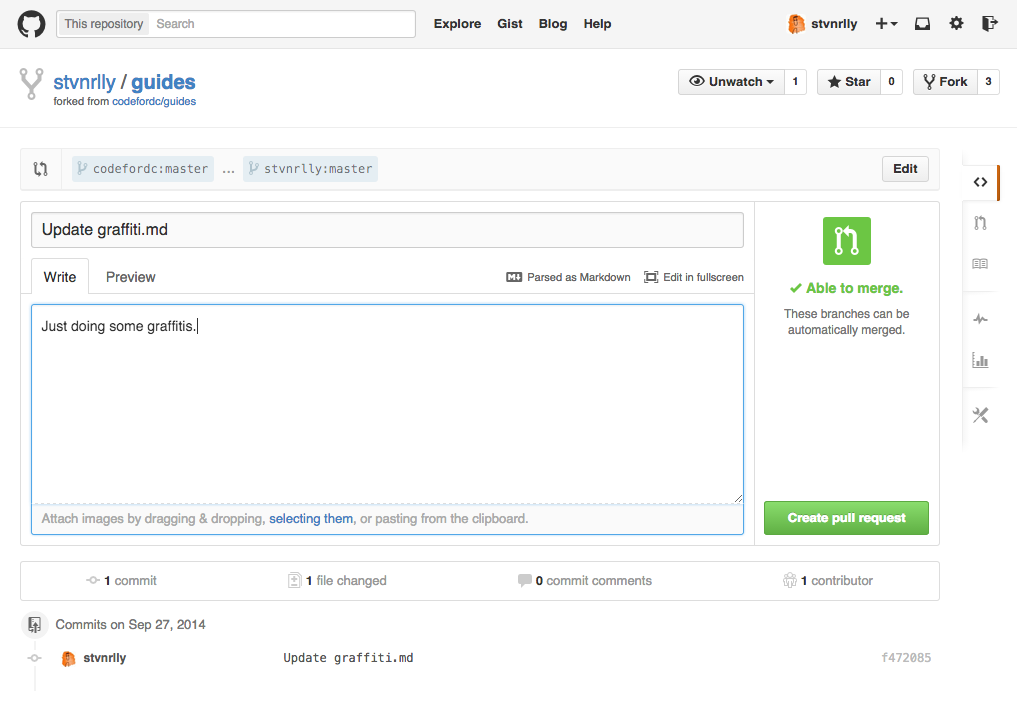 This repository Search Explore Gist Blog Help stvnrlly
stvnrlly / guides Unwatch 1 Star 0 Fork 3
forked from codefordc/guides
codefordc:master ... stvnrlly:master Edit
Update graffiti.md
Write Preview Parsed as Markdown Edit in fullscreen
Able to merge.
These branches can be
automatically merged.
Just doing some graffitis.
Attach images by dragging & dropping, selecting them, or pasting from the clipboard.
Create pull request
1 commit 1 file changed 0 commit comments 1 contributor
Commits on Sep 27, 2014
stvnrlly Update graffiti.md f472085